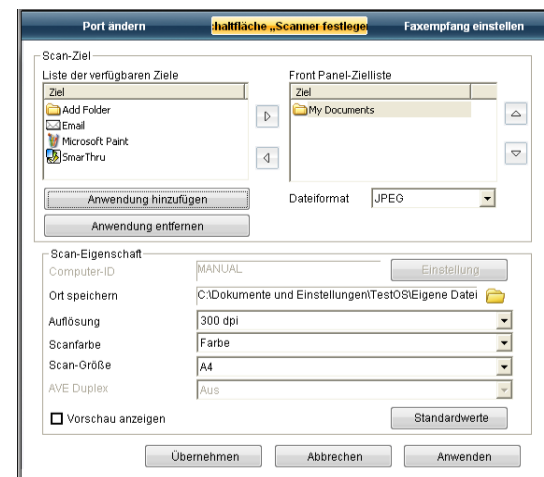 Port ändern
:haltfläche „Scanner festlege
Faxempfang einstellen
Scan-Ziel
Liste der verfügbaren Ziele
Ziel
Add Folder
Email
Microsoft Paint
SmarThru
Anwendung hinzufügen
Anwendung entfernen
Front Panel-Zielliste
Ziel
My Documents
Dateiformat JPEG
Scan-Eigenschaft
Computer-ID MANUAL Einstellung
Ort speichern C:\Dokumente und Einstellungen\TestOS\Eigene Datei
Auflösung 300 dpi
Scanfarbe Farbe
Scan-Größe A4
AVE Duplex Aus
Vorschau anzeigen Standardwerte
Übernehmen Abbrechen Anwenden